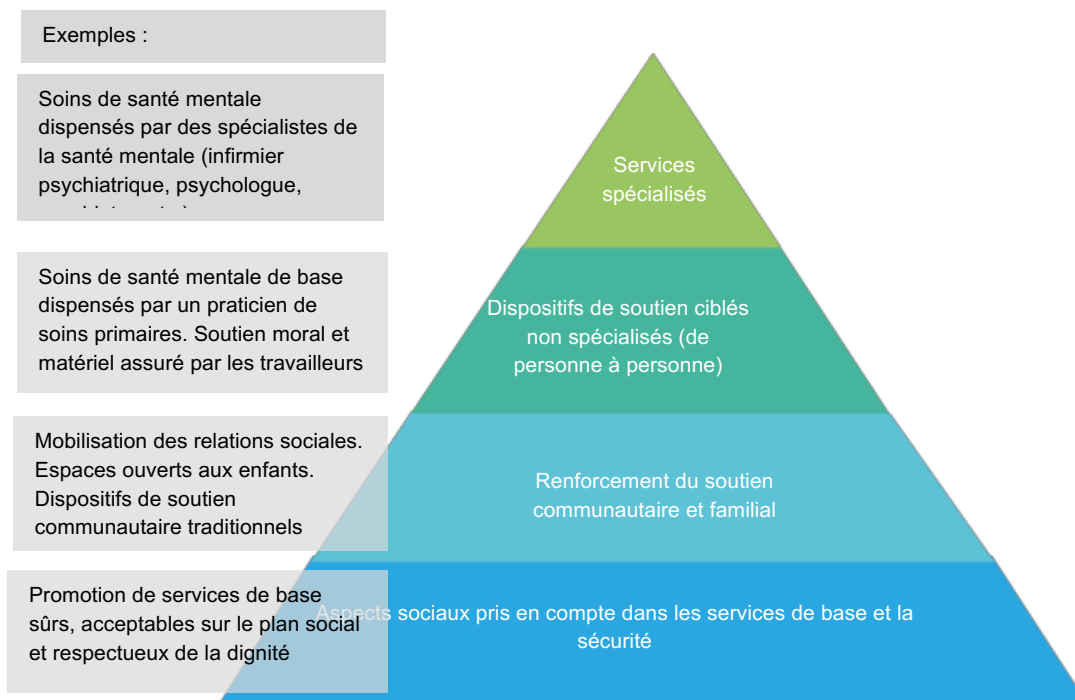 Exemples :
Soins de santé mentale
dispensés par des spécialistes de
la santé mentale (infirmier
psychiatrique, psychologue,
Services
spécialisés
Soins de santé mentale de base
dispensés par un praticien de
soins primaires. Soutien moral et
matériel assuré par les travailleurs
Dispositifs de soutien ciblés
non spécialisés (de
personne à personne)
Mobilisation des relations sociales.
Espaces ouverts aux enfants.
Dispositifs de soutien
communautaire traditionnels
Renforcement du soutien
communautaire et familial
Promotion de services de base
sûrs, acceptables sur le plan social
et respectueux de la dignité
Aspects sociaux pris en compte dans les services de base et la
sécurité